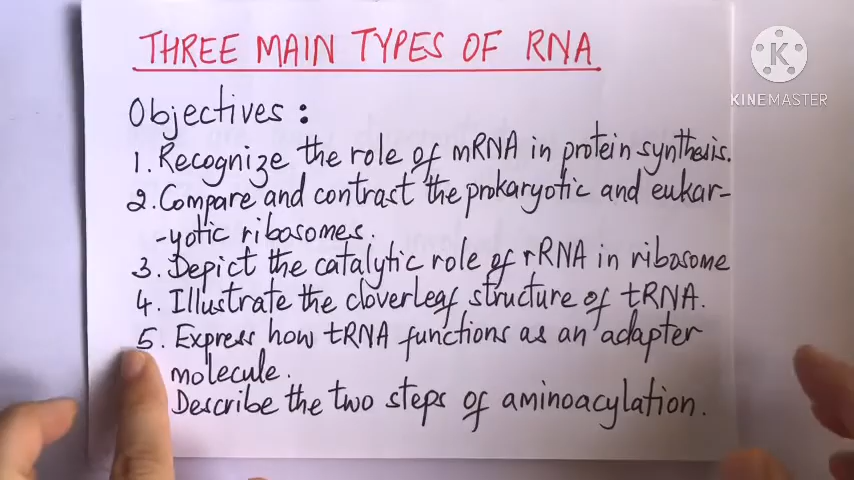 THREE MAIN TYPES OF RNA
K
KINEMASTER
Objectives :
1. Recognize the role of mRNA in protein synthesis.
2. Compare and contrast the prokaryotic and eukar-
-yotic ribosomes.
3. Depict the catalytic role of rRNA in ribosome
4. Illustrate the cloverleaf structure of tRNA.
5. Express how tRNA functions as an adapter
molecule.
Describe the two steps of aminoacylation.